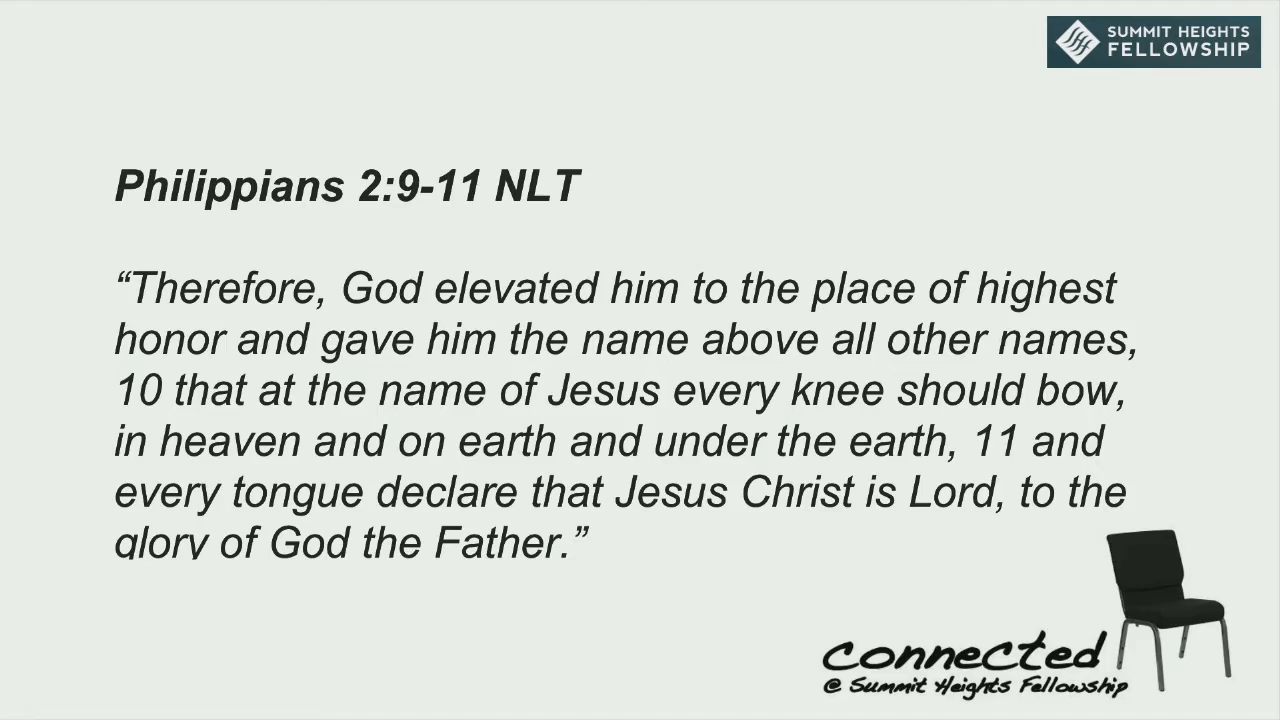 SUMMIT HEIGHTS
FELLOWSHIP
Philippians 2:9-11 NLT
“Therefore, God elevated him to the place of highest
honor and gave him the name above all other names,
10 that at the name of Jesus every knee should bow,
in heaven and on earth and under the earth, 11 and
every tongue declare that Jesus Christ is Lord, to the
glory of God the Father.”
connected
@ Summit Heights Fellowship